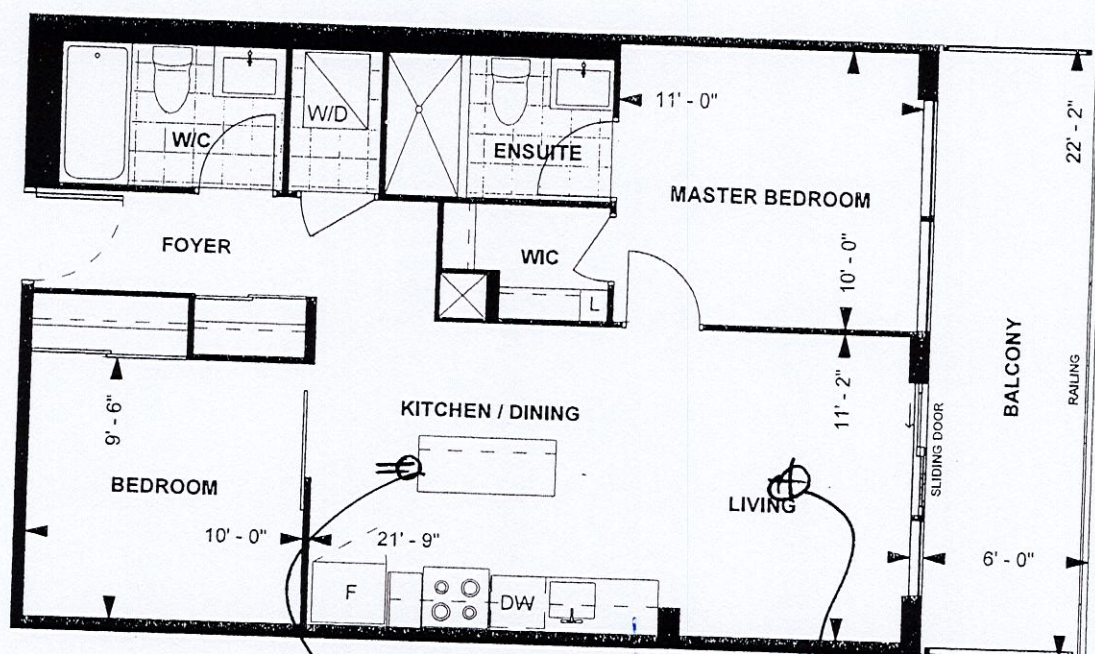 W/C
W/D
ENSUITE
11' - 0"
MASTER BEDROOM
22' - 2"
FOYER
WIC
L
10' - 0"
BALCONY
RAILING
KITCHEN / DINING
11' - 2"
SLIDING DOOR
9' - 6"
BEDROOM
LIVING
10' - 0"
21' - 9"
6' - 0"
F
DW